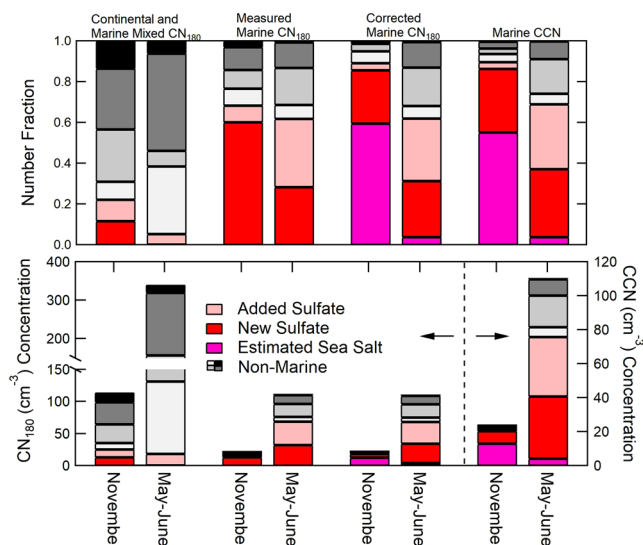 Continental and
Marine Mixed CN180
Measured
Marine CN180
Corrected
Marine CN180
Marine CCN
Number Fraction
1.0
0.8
0.6
0.4
0.2
0.0
CN180 (cm-3) Concentration
400
300
200
150
100
50
0
Added Sulfate
New Sulfate
Estimated Sea Salt
Non-Marine
120
100
80
60
40
20
0
CCN (cm-3) Concentration
Novembe
May-June
Novembe
May-June
Novembe
May-June
Novembe
May-June